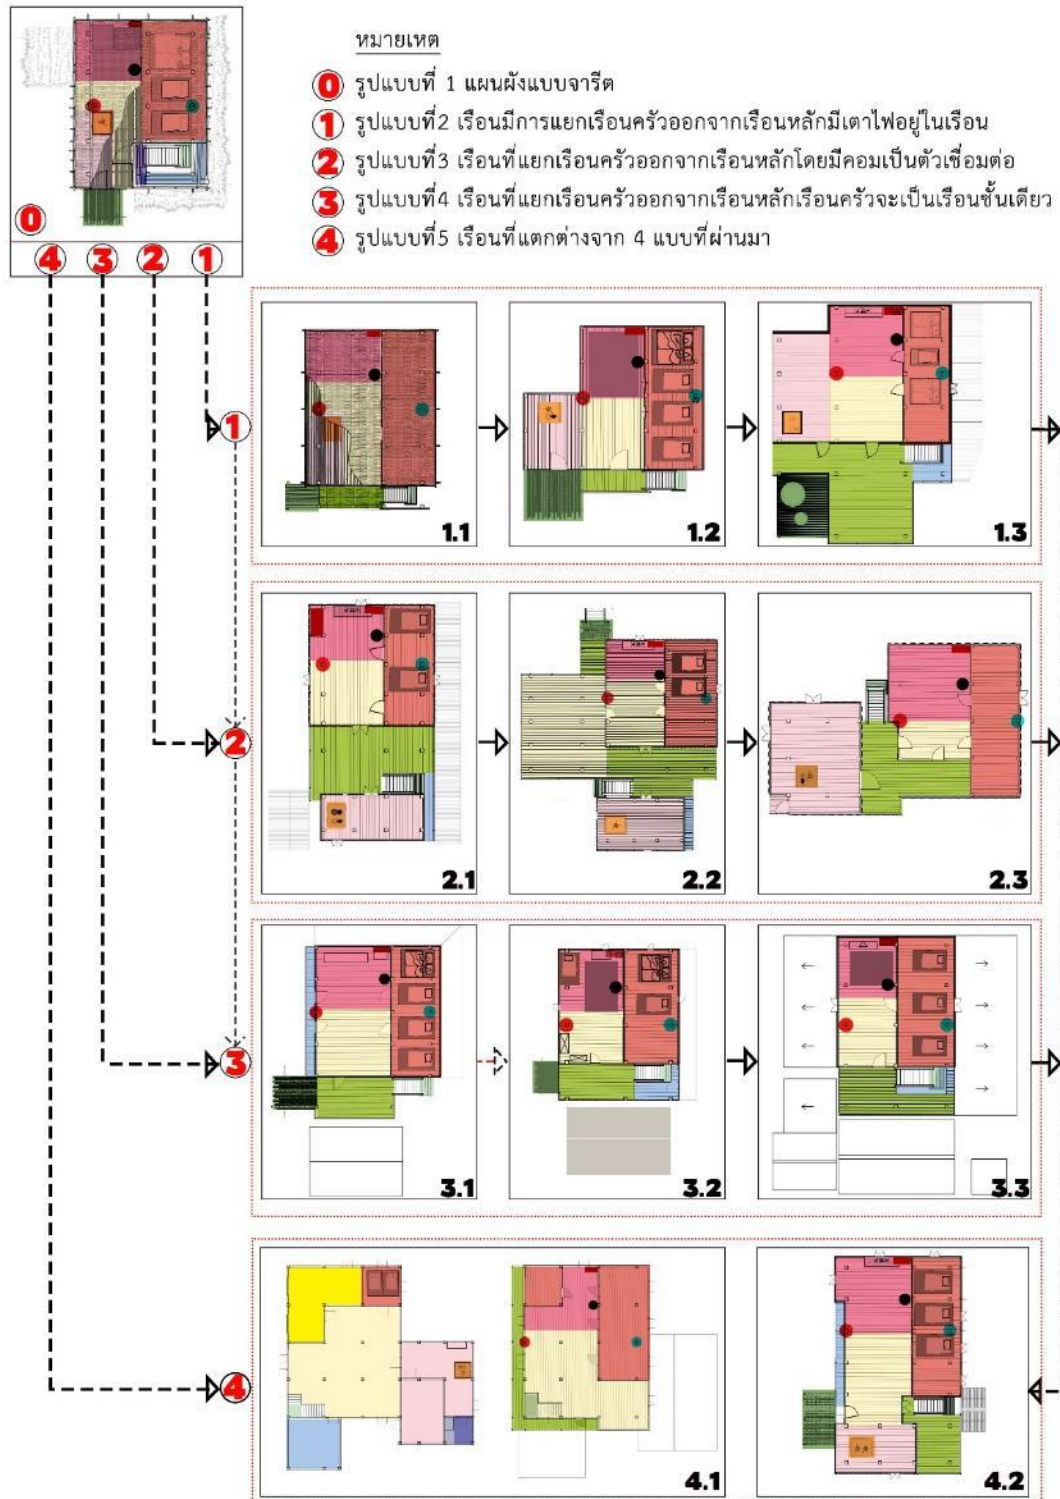 หมายเหต
0 รูปแบบที่ 1 แผนผังแบบจารีต
1 รูปแบบที่2 เรือนมีการแยกเรือนครัวออกจากเรือนหลักมีเตาไฟอยู่ในเรือน
2 รูปแบบที่3 เรือนที่แยกเรือนครัวออกจากเรือนหลักโดยมีคอมเป็นตัวเชื่อมต่อ
3 รูปแบบที่4 เรือนที่แยกเรือนครัวออกจากเรือนหลักเรือนครัวจะเป็นเรือนชั้นเดียว
4 รูปแบบที่5 เรือนที่แตกต่างจาก 4 แบบที่ผ่านมา
0
4 3 2 1
1
1.1 1.2 1.3
2
2.1 2.2 2.3
3
3.1 3.2 3.3
4
4.1 4.2